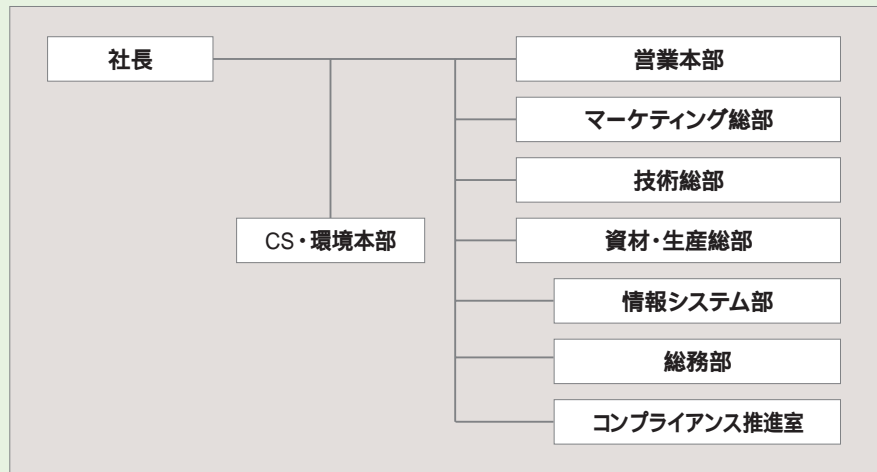 社長
営業本部
マーケティング総部
技術総部
CS・環境本部
資材・生産総部
情報システム部
総務部
コンプライアンス推進室